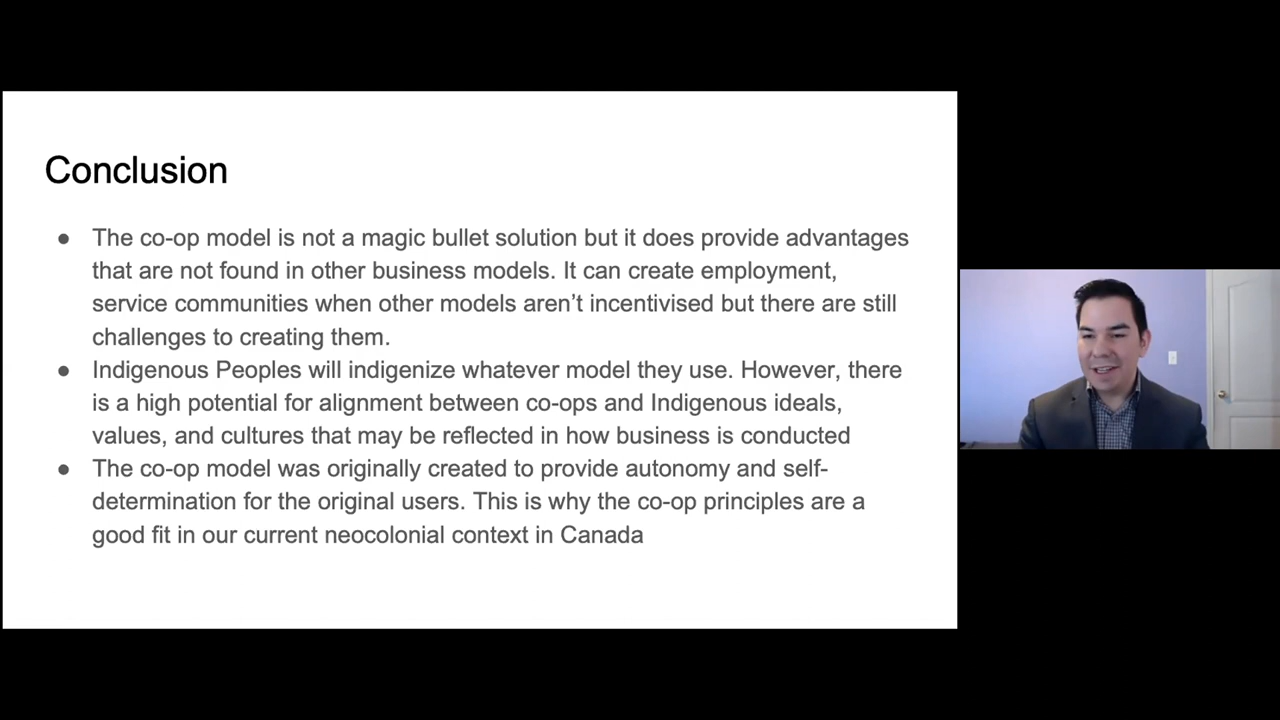 Conclusion
● The co-op model is not a magic bullet solution but it does provide advantages
that are not found in other business models. It can create employment,
service communities when other models aren’t incentivised but there are still
challenges to creating them.
● Indigenous Peoples will indigenize whatever model they use. However, there
is a high potential for alignment between co-ops and Indigenous ideals,
values, and cultures that may be reflected in how business is conducted
● The co-op model was originally created to provide autonomy and self-
determination for the original users. This is why the co-op principles are a
good fit in our current neocolonial context in Canada